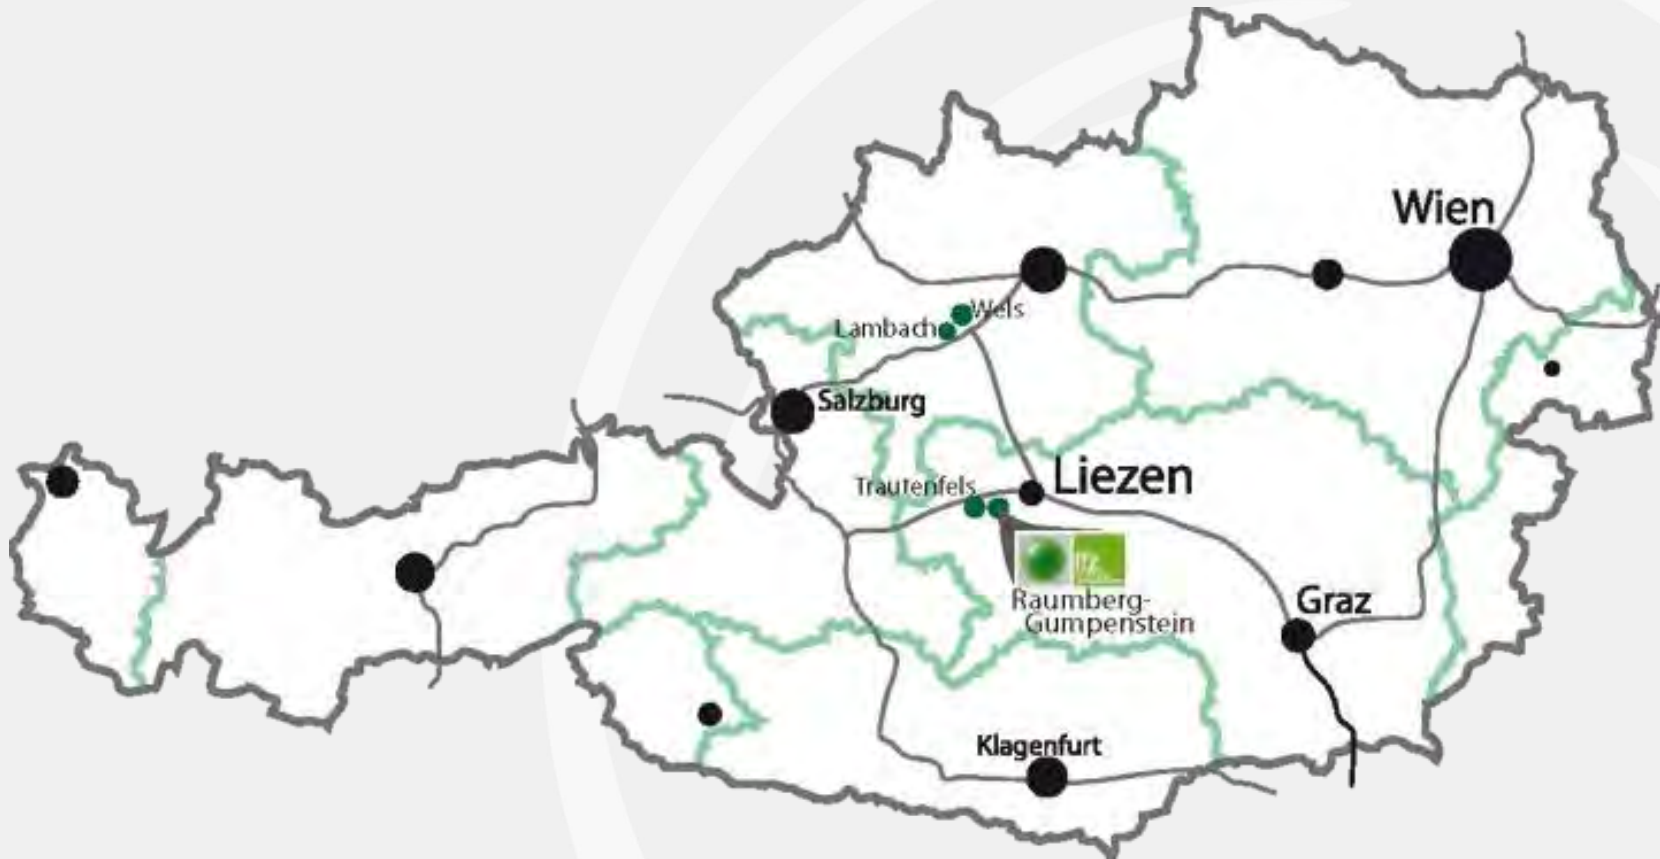 Wien
Wels
Lambach
Salzburg
Liezen
Trautenfels
Raumberg-
Gumpenstein
Graz
Klagenfurt